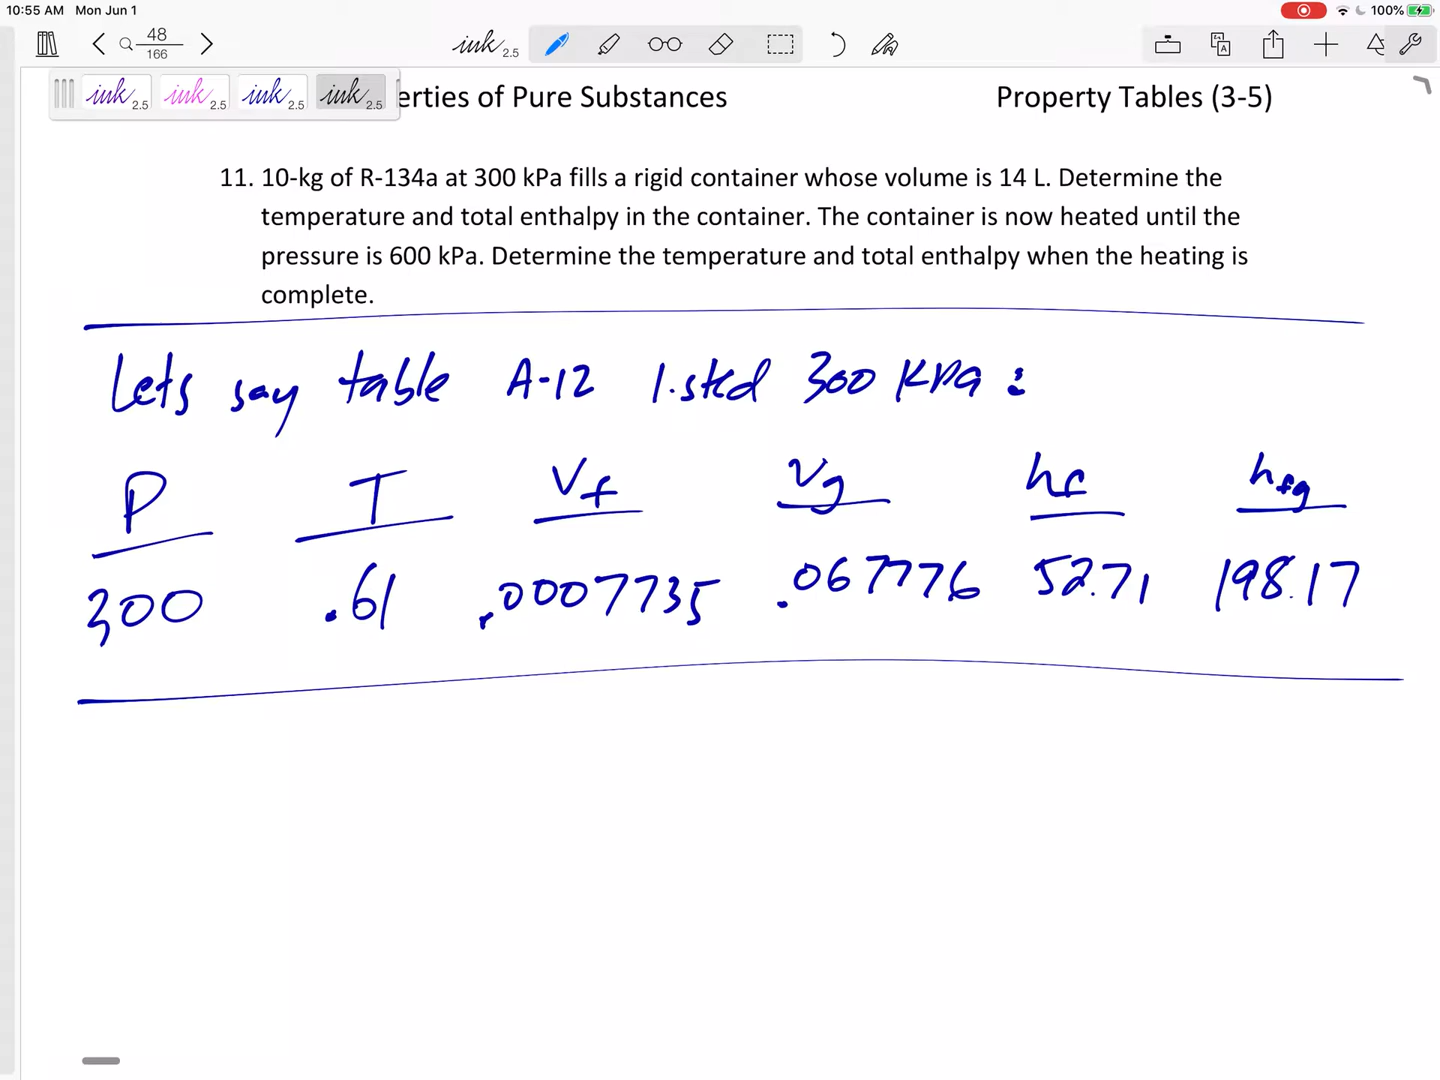 10:55 AM Mon Jun 1 100%
48
166
ink 2.5
ink 2.5 ink 2.5 ink 2.5 ink 2.5
erties of Pure Substances Property Tables (3-5)
11. 10-kg of R-134a at 300 kPa fills a rigid container whose volume is 14 L. Determine the
temperature and total enthalpy in the container. The container is now heated until the
pressure is 600 kPa. Determine the temperature and total enthalpy when the heating is
complete.
Lets say table A-12 listed 300 KPa :
P T Vf Vg hf hfg
300 .61 .0007735 .067776 52.71 198.17